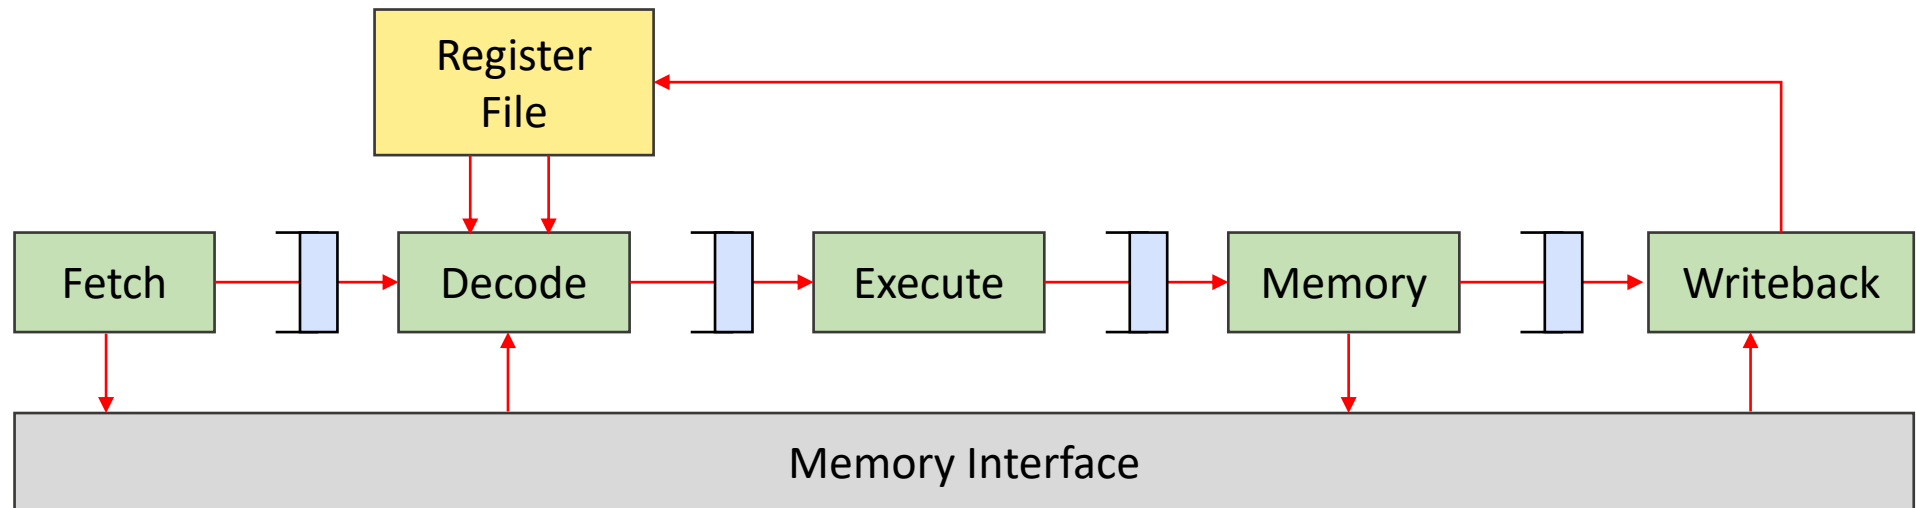 Register
File
Fetch
Decode
Execute
Memory
Writeback
Memory Interface